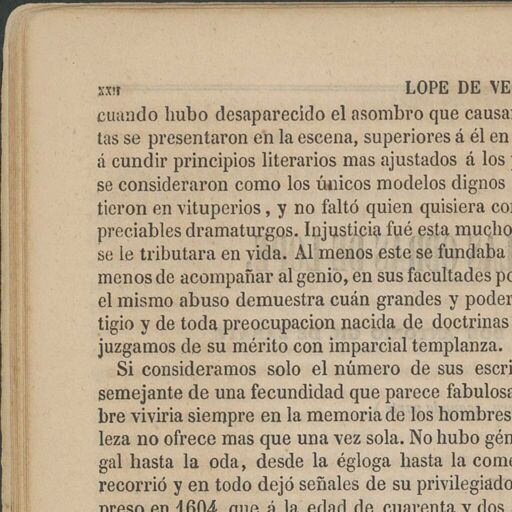 XXII LOPE DE VE
cuando hubo desaparecido el asombro que causa
tas se presentaron en la escena, superiores á él en
á cundir principios literarios mas ajustados á los
se consideraron como los únicos modelos dignos
tieron en vituperios, y no faltó quien quisiera co
preciables dramaturgos. Injusticia fué esta mucho
se le tributara en vida. Al menos este se fundaba
menos de acompañar al genio, en sus facultades po
el mismo abuso demuestra cuán grandes y poder
tigio y de toda preocupacion nacida de doctrinas
juzgamos de su mérito con imparcial templanza.
Si consideramos solo el número de sus escri
semejante de una fecundidad que parece fabulosa
bre viviria siempre en la memoria de los hombres
leza no ofrece mas que una vez sola. No hubo gén
gal hasta la oda, desde la égloga hasta la come
recorrió y en todo dejó señales de su privilegiado
preso en 1604, que á la edad de cuarenta y dos